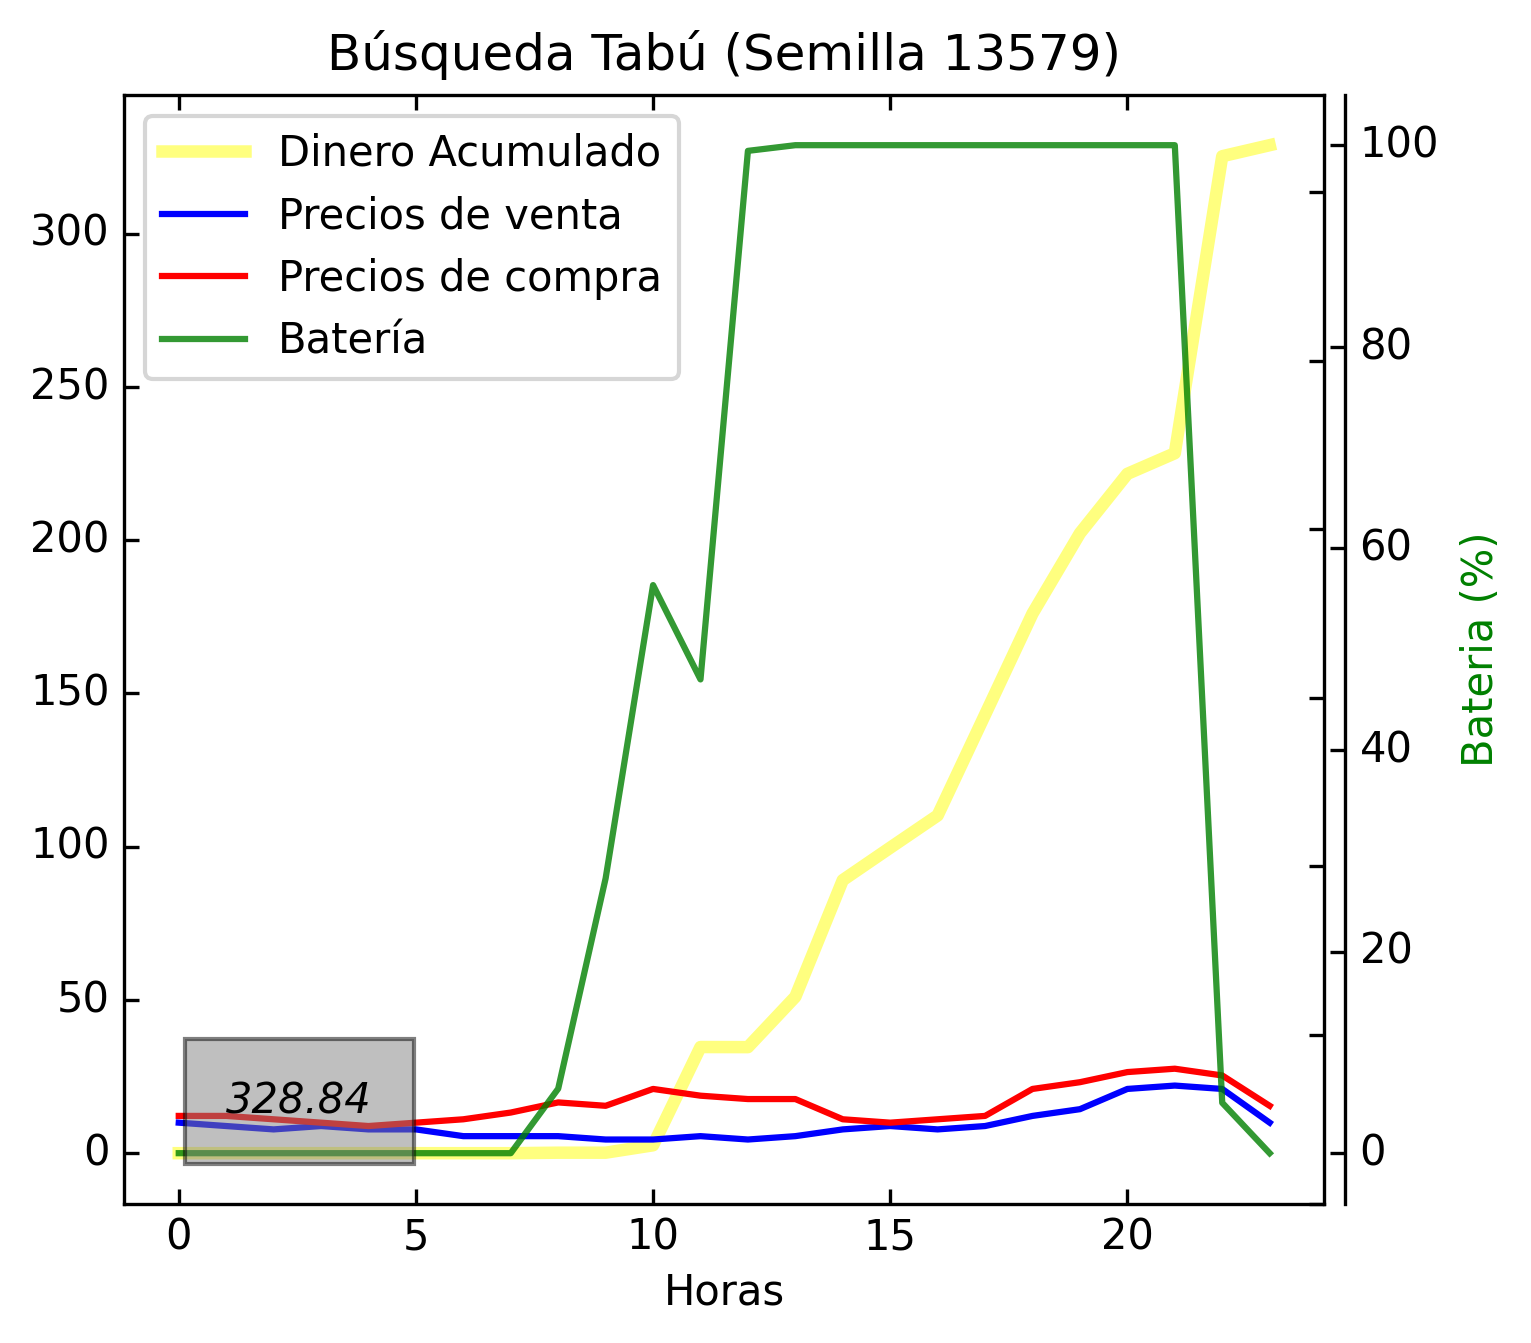 Búsqueda Tabú (Semilla 13579)
Dinero Acumulado
Precios de venta
Precios de compra
Batería
300
250
200
150
100
50
0
328.84
0
5
10
15
20
Horas
100
80
60
40
20
0
Bateria (%)